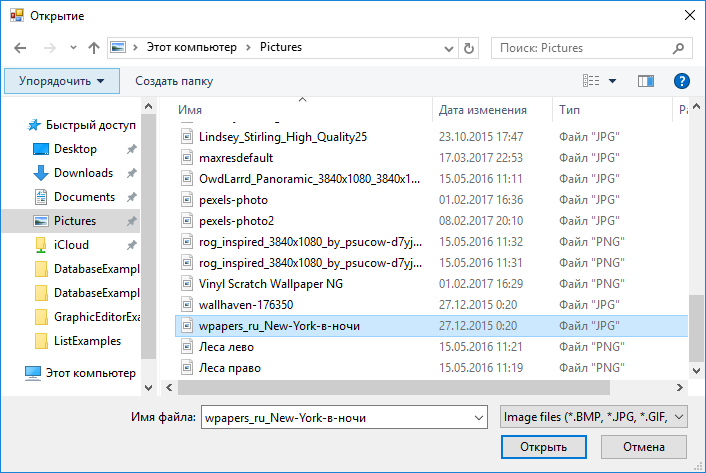 Открытие
Этот компьютер Pictures
Поиск: Pictures
Упорядочить Создать папку
Имя Дата изменения Тип
Быстрый доступ
Desktop
Downloads
Documents
Pictures
iCloud
DatabaseExampl
DatabaseExampl
GraphicEditorExa
ListExamples
Этот компьютер
Lindsey_Stirling_High_Quality25 23.10.2015 17:47 Файл "JPG"
maxresdefault 17.03.2017 22:53 Файл "JPG"
OwdLarrd_Panoramic_3840x1080_3840x1... 15.05.2016 11:11 Файл "JPG"
pexels-photo 01.02.2017 16:36 Файл "JPG"
pexels-photo2 08.02.2017 20:10 Файл "JPG"
rog_inspired_3840x1080_by_psucow-d7yj... 15.05.2016 11:32 Файл "PNG"
rog_inspired_3840x1080_by_psucow-d7yj... 15.05.2016 11:31 Файл "PNG"
Vinyl Scratch Wallpaper NG 01.02.2017 16:29 Файл "PNG"
wallhaven-176350 27.12.2015 0:20 Файл "JPG"
wpapers_ru_New-York-в-ночи 27.12.2015 0:20 Файл "JPG"
Леса лево 15.05.2016 11:21 Файл "PNG"
Леса право 15.05.2016 11:19 Файл "PNG"
Имя файла: wpapers_ru_New-York-в-ночи Image files (*.BMP, *.JPG, *.GIF,
Открыть Отмена